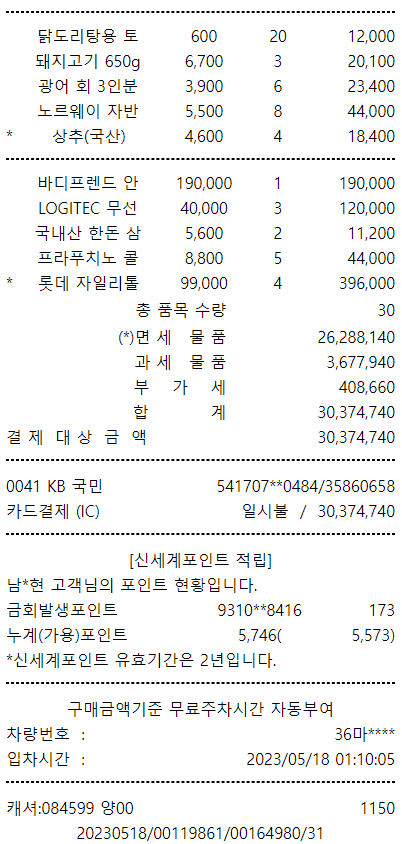 닭도리탕용 토 600 20 12,000
돼지고기 650g 6,700 3 20,100
광어 회 3인분 3,900 6 23,400
노르웨이 자반 5,500 8 44,000
* 상추(국산) 4,600 4 18,400
바디프렌드 안 190,000 1 190,000
LOGITEC 무선 40,000 3 120,000
국내산 한돈 삼 5,600 2 11,200
프라푸치노 콜 8,800 5 44,000
* 롯데 자일리톨 99,000 4 396,000
총 품목 수량 30
(*)면 세 물 품 26,288,140
과 세 물 품 3,677,940
부 가 세 408,660
합 계 30,374,740
결 제 대 상 금 액 30,374,740
0041 KB 국민 541707**0484/35860658
카드결제 (IC) 일시불 / 30,374,740
[신세계포인트 적립]
남*현 고객님의 포인트 현황입니다.
금회발생포인트 9310**8416 173
누계(가용)포인트 5,746( 5,573)
*신세계포인트 유효기간은 2년입니다.
구매금액기준 무료주차시간 자동부여
차량번호 : 36마****
입차시간 : 2023/05/18 01:10:05
캐셔:084599 양00 1150
20230518/00119861/00164980/31